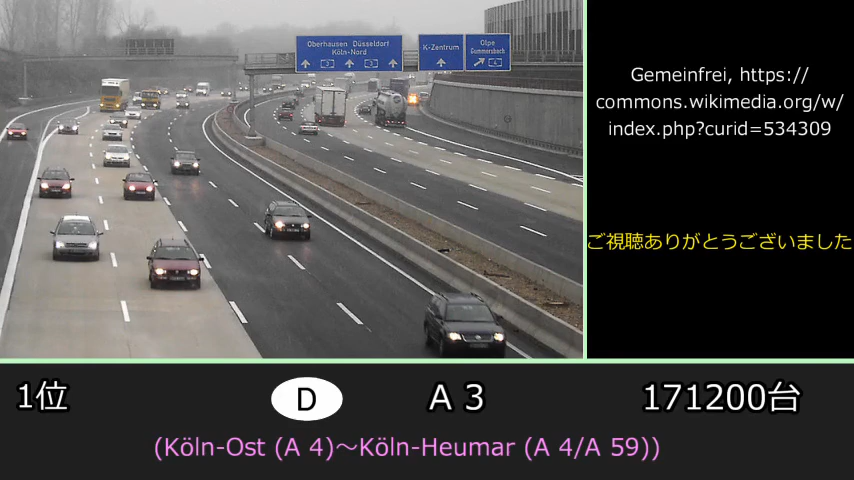 Oberhausen Düsseldorf
Köln-Nord
K-Zentrum
Olpe
Gummersbach
Gemeinfrei, https://
commons.wikimedia.org/w/
index.php?curid=534309
ご視聴ありがとうございました
1位
D
A 3
171200台
(Köln-Ost (A 4)～Köln-Heumar (A 4/A 59))